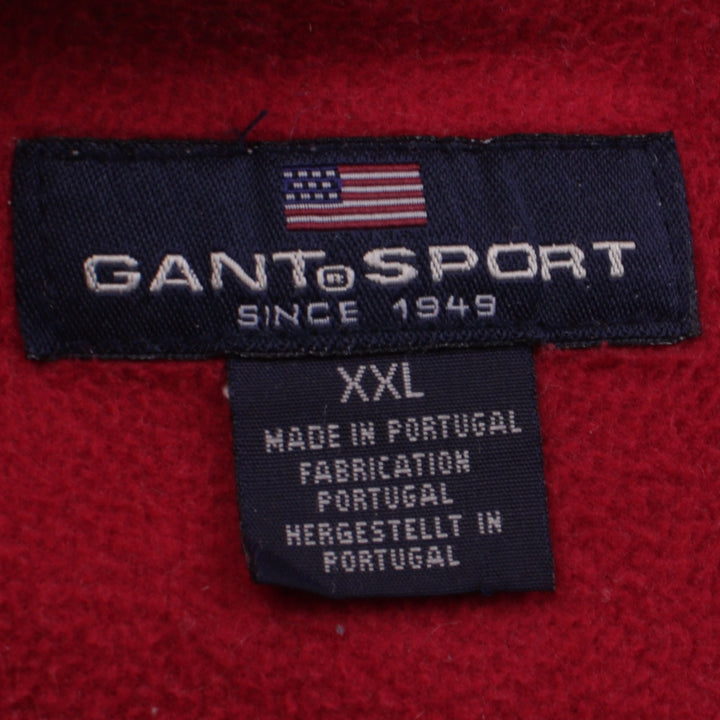 GANT® SPORT
SINCE 1949
XXL
MADE IN PORTUGAL
FABRICATION
PORTUGAL
HERGESTELLT IN
PORTUGAL